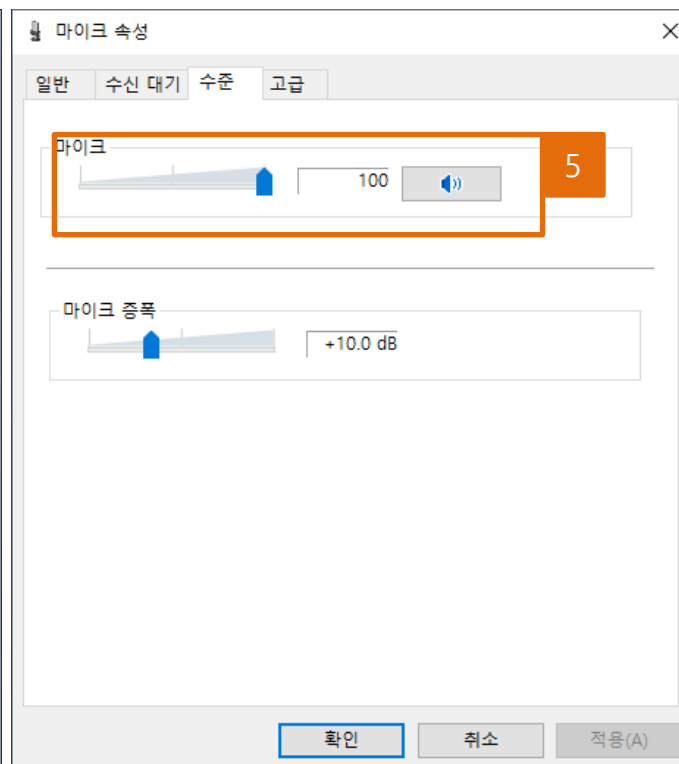 마이크 속성
일반 수신 대기 수준 고급
마이크
100
5
마이크 증폭
+10.0 dB
확인 취소 적용(A)